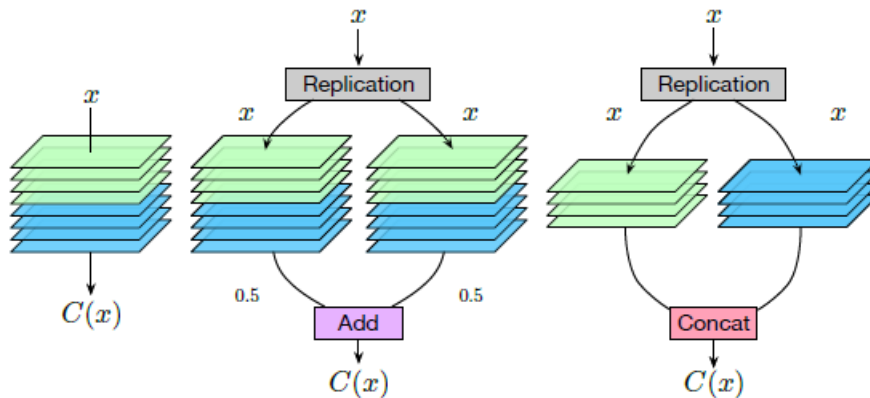 x
C(x)
x
Replication
x
x
0.5
0.5
Add
C(x)
x
Replication
x
x
Concat
C(x)